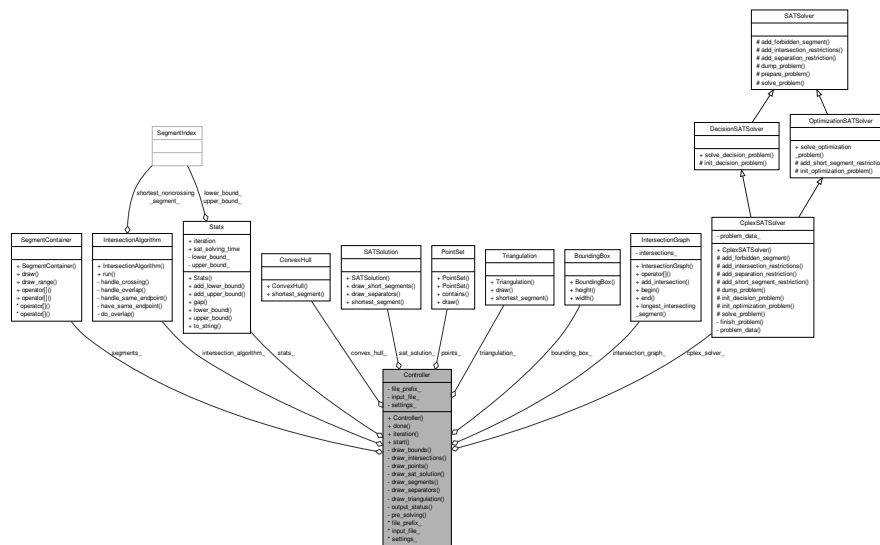 SATSolver
# add_forbidden_segment()
# add_intersection_restrictions()
# add_separation_restriction()
# dump_problem()
# prepare_problem()
# solve_problem()
DecisionSATSolver
+ solve_decision_problem()
# init_decision_problem()
OptimizationSATSolver
+ solve_optimization
_problem()
# add_short_segment_restriction()
# init_optimization_problem()
SegmentIndex
shortest_noncrossing
_segment_
lower_bound_
upper_bound_
SegmentContainer
+ SegmentContainer()
+ draw()
+ draw_range()
+ operator[]()
+ operator[]()
* operator[]()
* operator[]()
IntersectionAlgorithm
+ IntersectionAlgorithm()
+ run()
- handle_crossing()
- handle_overlap()
- handle_same_endpoint()
- have_same_endpoint()
- do_overlap()
Stats
+ iteration
+ sat_solving_time
- lower_bound_
- upper_bound_
+ Stats()
+ add_lower_bound()
+ add_upper_bound()
+ gap()
+ lower_bound()
+ upper_bound()
+ to_string()
ConvexHull
+ ConvexHull()
+ shortest_segment()
SATSolution
+ SATSolution()
+ draw_short_segments()
+ draw_separators()
+ shortest_segment()
PointSet
+ PointSet()
+ PointSet()
+ contains()
+ draw()
Triangulation
+ Triangulation()
+ draw()
+ shortest_segment()
BoundingBox
+ BoundingBox()
+ height()
+ width()
IntersectionGraph
- intersections_
+ IntersectionGraph()
+ operator[]()
+ add_intersection()
+ begin()
+ end()
+ longest_intersecting
_segment()
CplexSATSolver
- problem_data_
+ CplexSATSolver()
# add_forbidden_segment()
# add_intersection_restrictions()
# add_separation_restriction()
# add_short_segment_restriction()
# dump_problem()
# init_decision_problem()
# init_optimization_problem()
# solve_problem()
- finish_problem()
- problem_data()
segments_
intersection_algorithm_
stats_
convex_hull_
sat_solution_
points_
triangulation_
bounding_box_
intersection_graph_
cplex_solver_
Controller
- file_prefix_
- input_file_
- settings_
+ Controller()
+ done()
+ iteration()
+ start()
- draw_bounds()
- draw_intersections()
- draw_points()
- draw_sat_solution()
- draw_segments()
- draw_separators()
- draw_triangulation()
- output_status()
- pre_solving()
* file_prefix_
* input_file_
* settings_